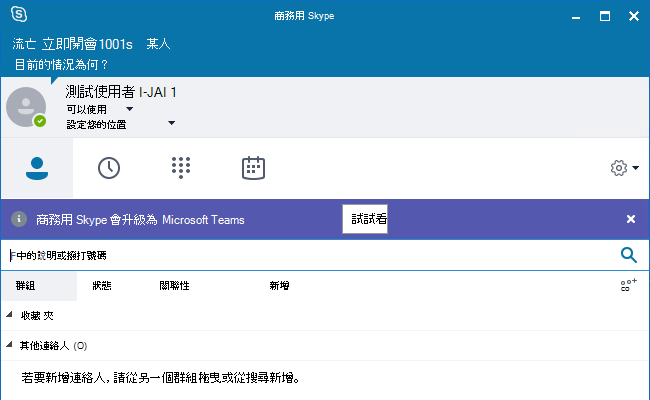 商務用 Skype
流亡 立即開會1001s 某人
目前的情況為何？
測試使用者 I-JAI 1
可以使用
設定您的位置
商務用 Skype 會升級為 Microsoft Teams
試試看
F中的說明或撥打號碼
群組 狀態 關聯性 新增
收藏 夾
其他連絡人 (O)
若要新增連絡人，請從另一個群組拖曳或從搜尋新增。